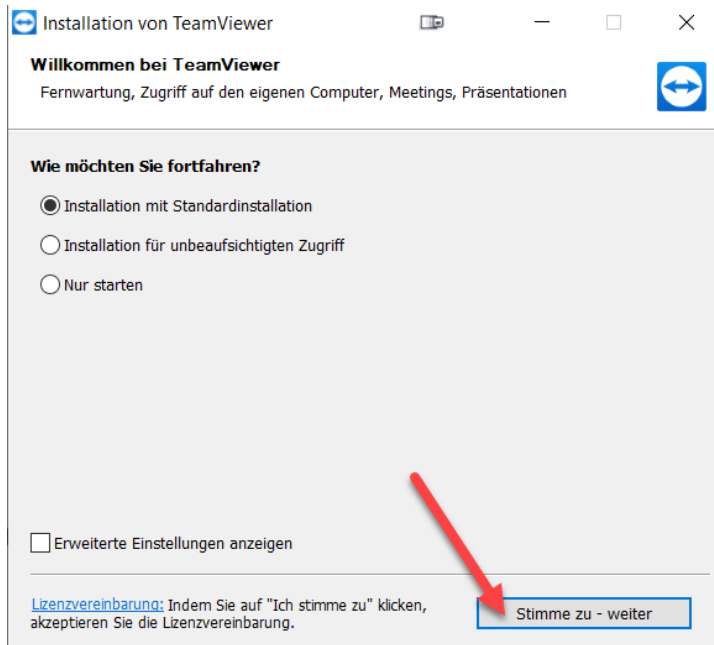 Installation von TeamViewer
Willkommen bei TeamViewer
Fernwartung, Zugriff auf den eigenen Computer, Meetings, Präsentationen
Wie möchten Sie fortfahren?
Installation mit Standardinstallation
Installation für unbeaufsichtigten Zugriff
Nur starten
Erweiterte Einstellungen anzeigen
Lizenzvereinbarung: Indem Sie auf "Ich stimme zu" klicken,
akzeptieren Sie die Lizenzvereinbarung.
Stimme zu - weiter